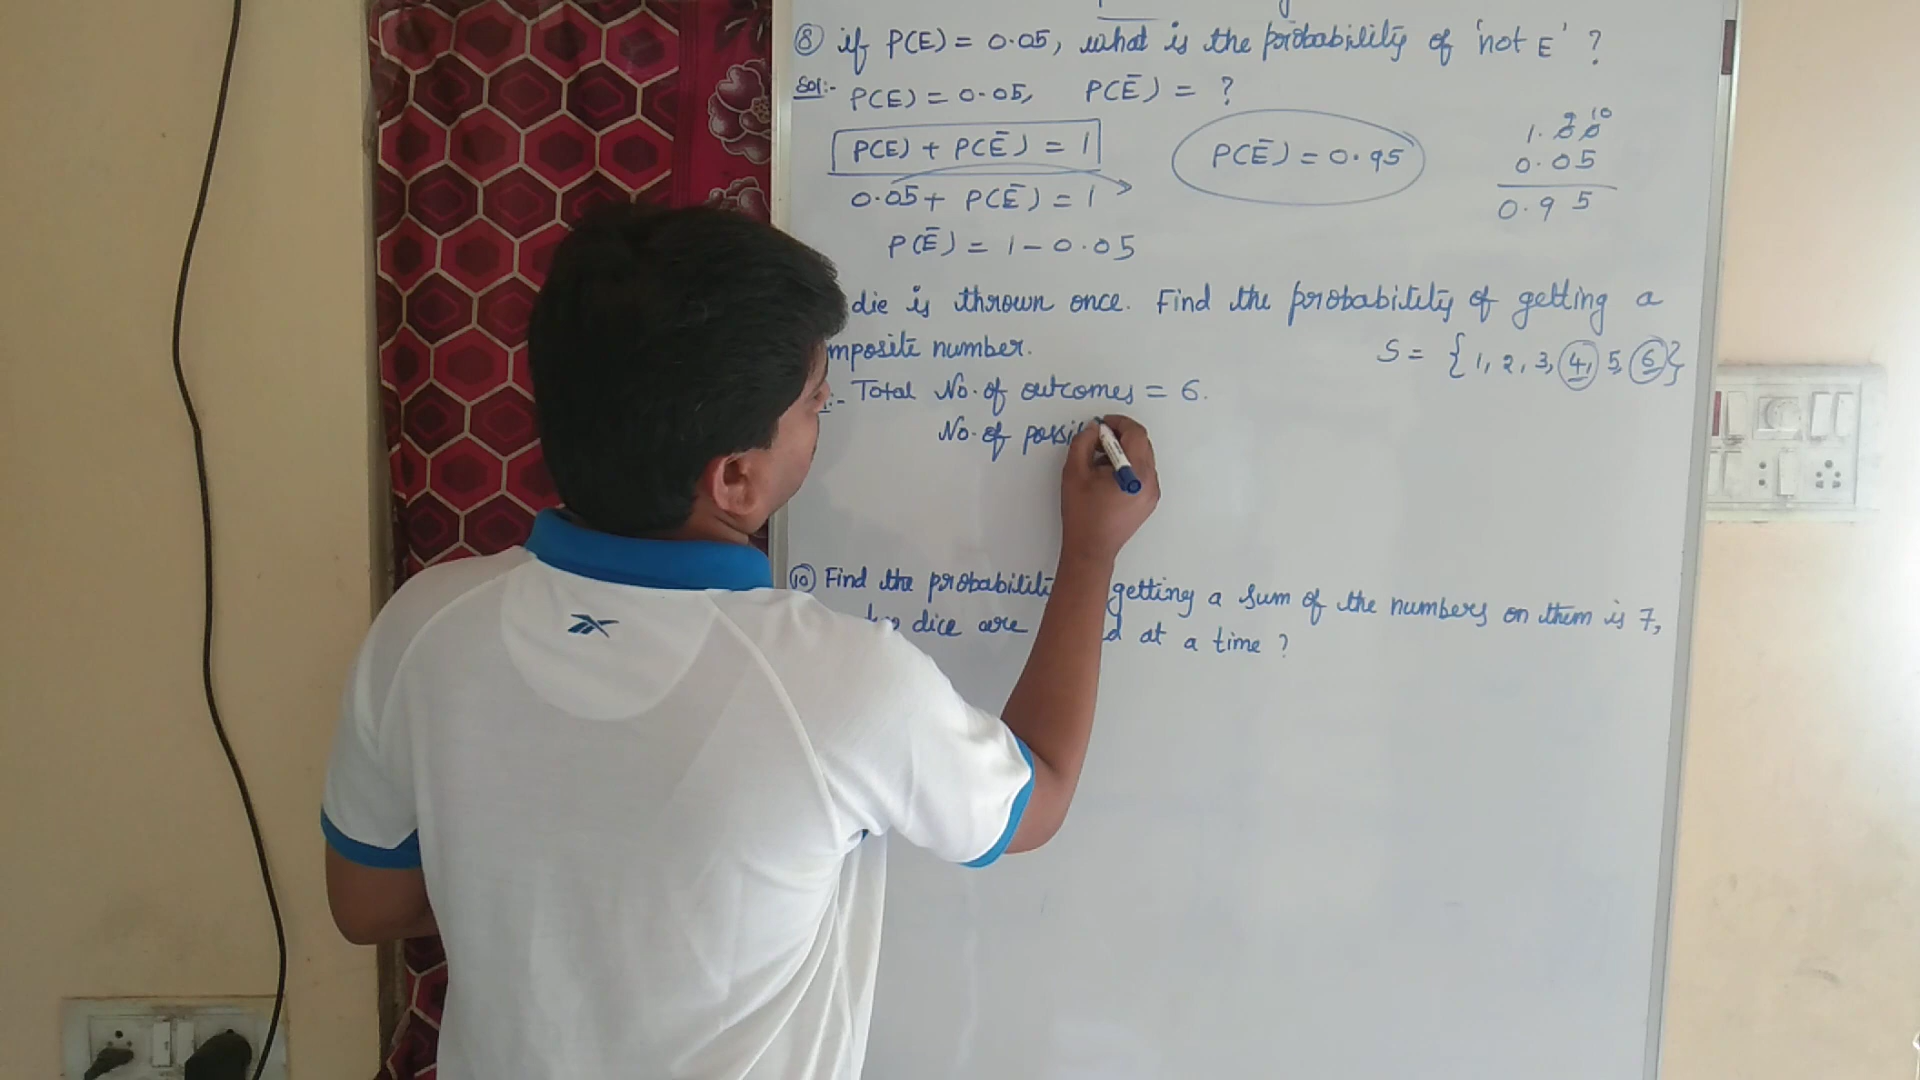 ⑧ if P(E) = 0.05, what is the probability of 'not E' ?
Sol:- P(E) = 0.05, P(Ē) = ?
P(E) + P(Ē) = 1
0.05 + P(Ē) = 1
P(Ē) = 1 - 0.05
P(Ē) = 0.95
9 10
1.00
0.05
0.95
die is thrown once. Find the probability of getting a
mposite number.
S = {1, 2, 3, 4, 5, 6}
:- Total No. of outcomes = 6.
No. of possi
⑩ Find the probabilit getting a sum of the numbers on them is 7,
dice are d at a time ?